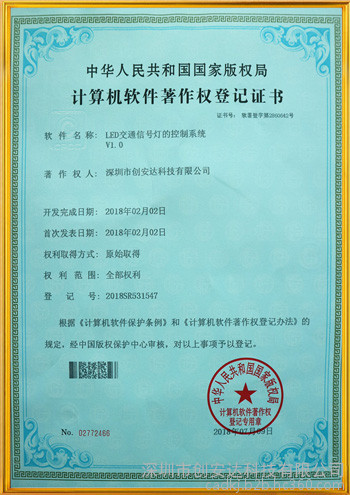 中华人民共和国国家版权局
计算机软件著作权登记证书
证书号： 软著登字第2860642号
软件名称： LED交通信号灯的控制系统
V1.0
著作权人： 深圳市创安达科技有限公司
开发完成日期： 2018年02月02日
首次发表日期： 2018年02月02日
权利取得方式： 原始取得
权利范围： 全部权利
登记号： 2018SR531547
根据《计算机软件保护条例》和《计算机软件著作权登记办法》的
规定，经中国版权保护中心审核，对以上事项予以登记。
中华人民共和国国家版权局
计算机软件著作权
登记专用章
No. 02772466
2018年07月09日
深圳市创安达科技有限公司